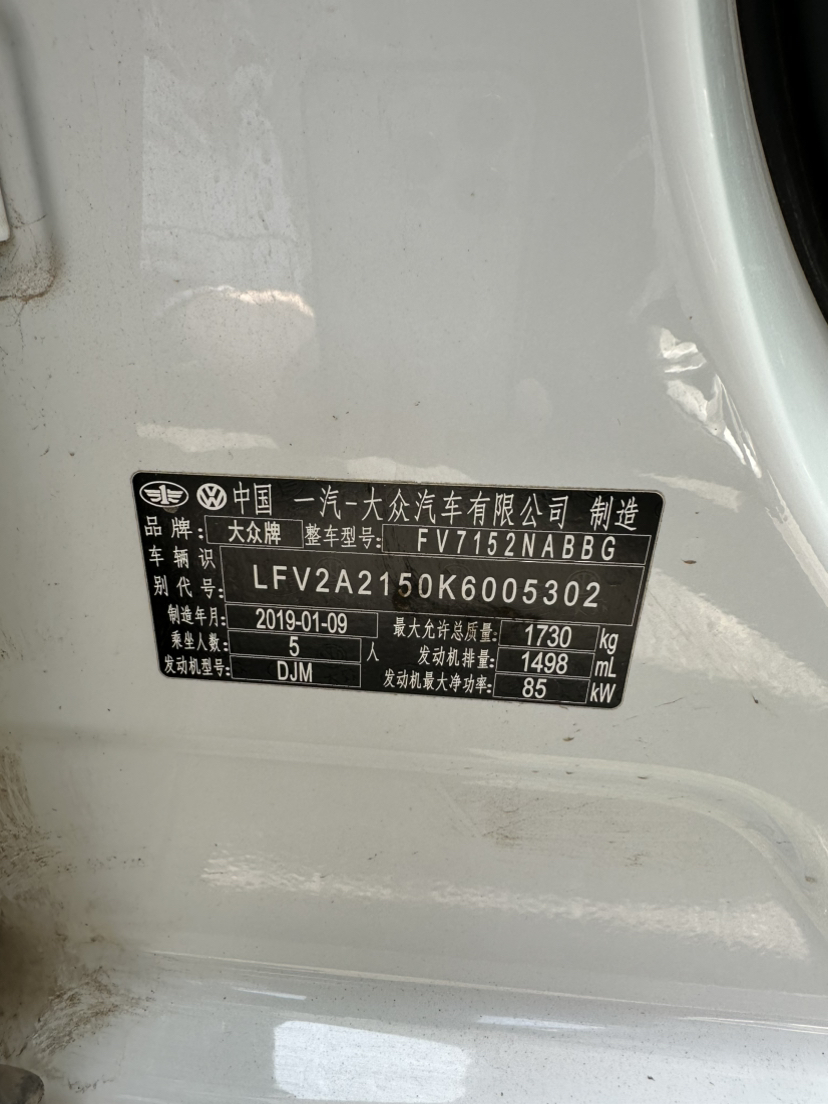 中国 一汽-大众汽车有限公司 制造
品牌: 大众牌 整车型号: FV7152NABBG
车辆识别代号: LFV2A2150K6005302
制造年月: 2019-01-09 最大允许总质量: 1730 kg
乘坐人数: 5 人 发动机排量: 1498 mL
发动机型号: DJM 发动机最大净功率: 85 kW